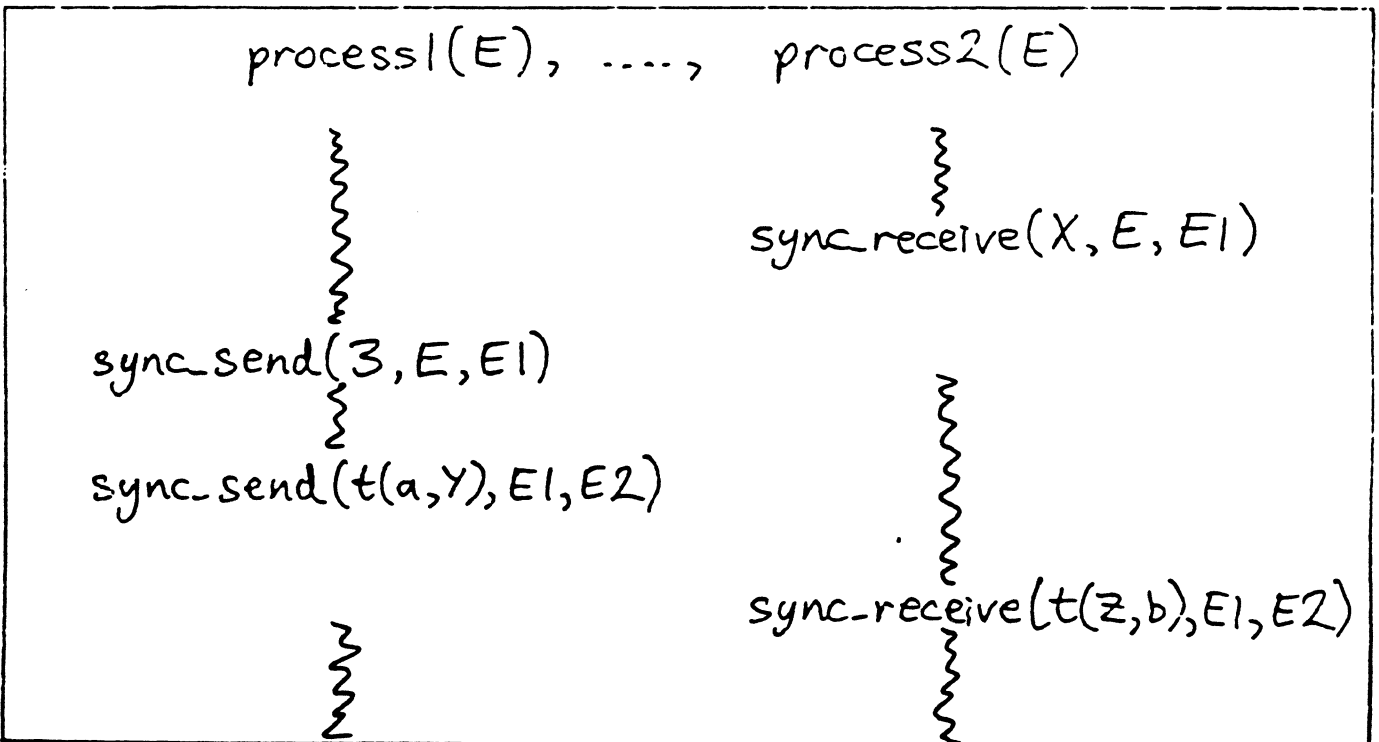 process1(E), ...., process2(E)
sync_receive(X, E, E1)
sync_send(3, E, E1)
sync_send(t(a,Y), E1, E2)
sync_receive(t(Z,b), E1, E2)